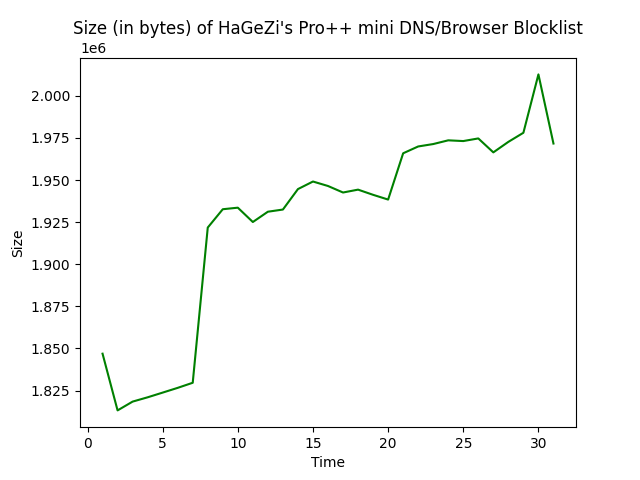 Size (in bytes) of HaGeZi's Pro++ mini DNS/Browser Blocklist
1e6
2.000
1.975
1.950
1.925
1.900
1.875
1.850
1.825
Size
0 5 10 15 20 25 30
Time